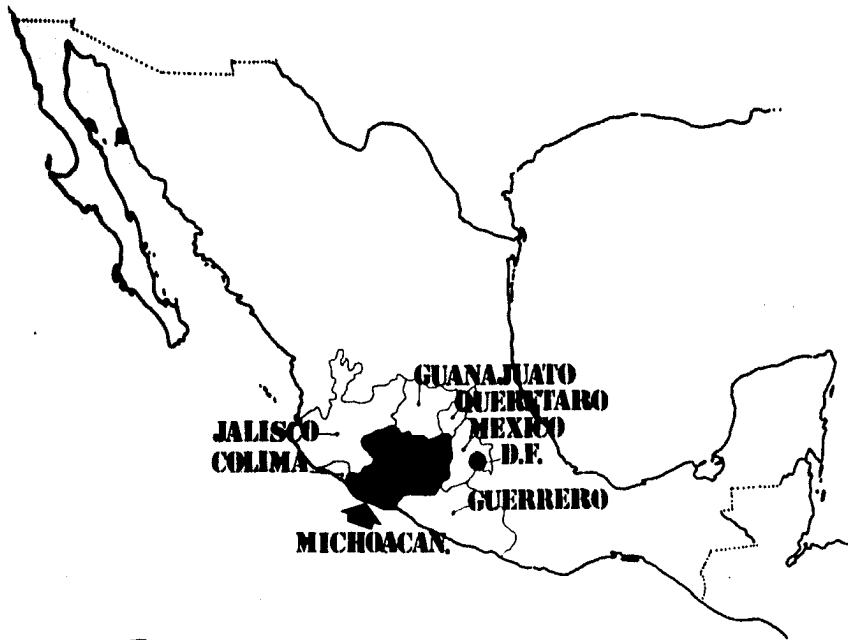 GUANAJUATO
QUERETARO
JALISCO
MEXICO
COLIMA
D.F.
GUERRERO
MICHOACAN.